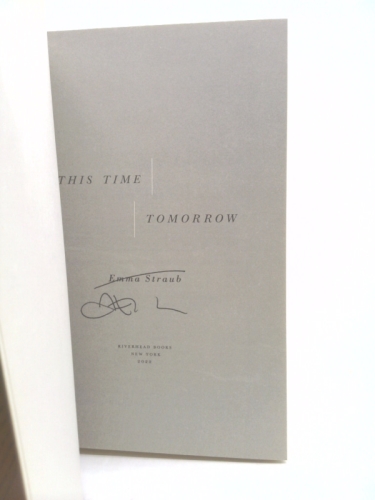 THIS TIME
TOMORROW
Emma Straub
RIVERHEAD BOOKS
NEW YORK
2022